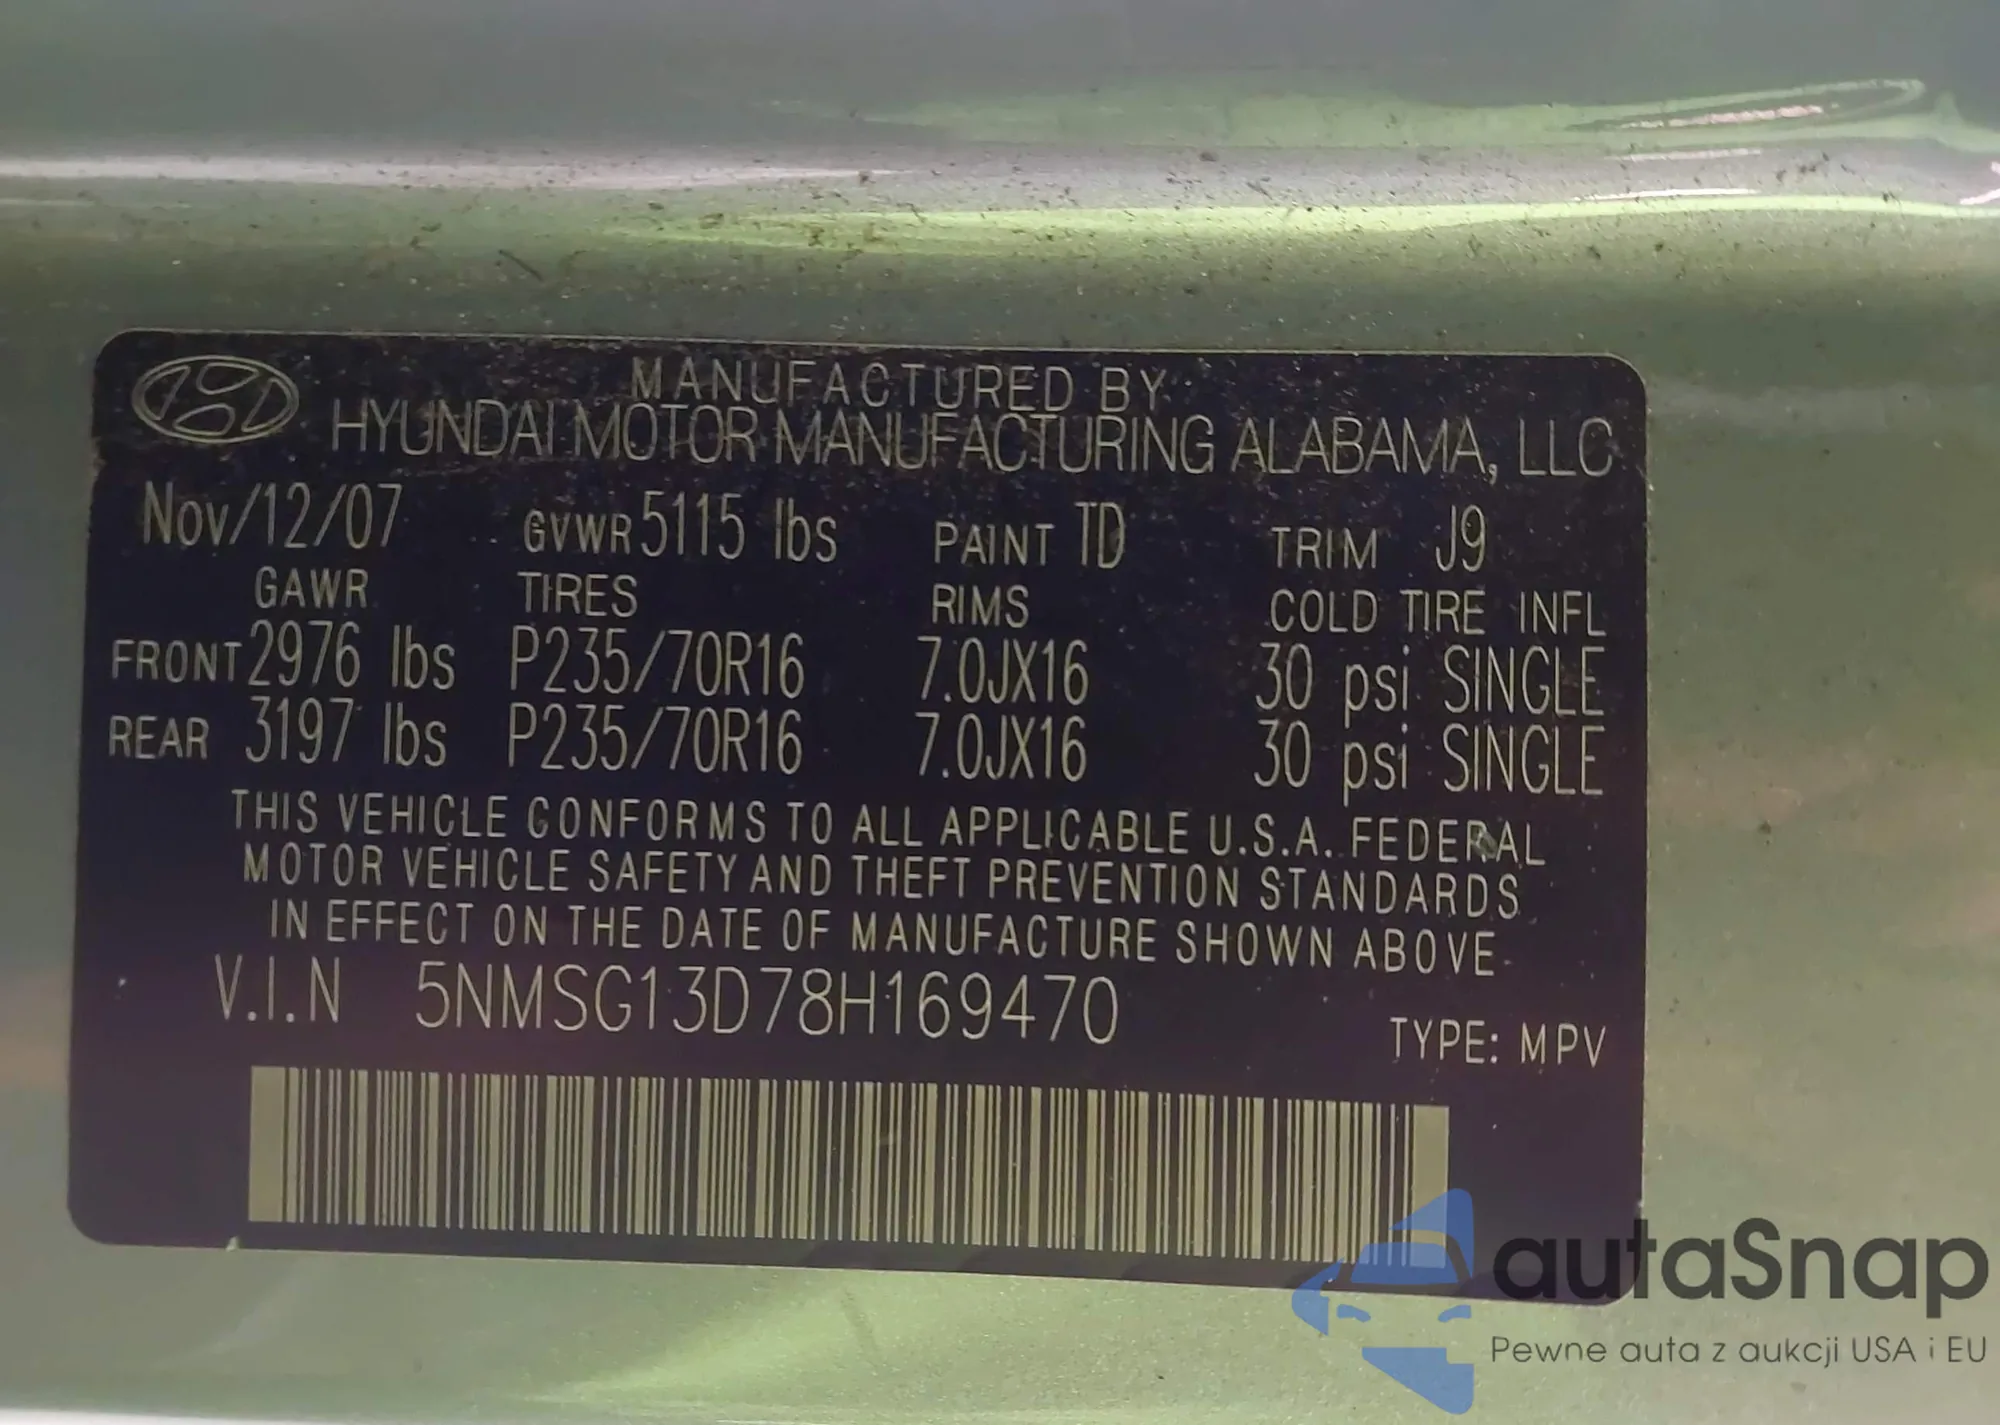 MANUFACTURED BY
HYUNDAI MOTOR MANUFACTURING ALABAMA, LLC
Nov/12/07 GVWR 5115 lbs PAINT TD TRIM J9
GAWR TIRES RIMS COLD TIRE INFL
FRONT 2976 lbs P235/70R16 7.0JX16 30 psi SINGLE
REAR 3197 lbs P235/70R16 7.0JX16 30 psi SINGLE
THIS VEHICLE CONFORMS TO ALL APPLICABLE U.S.A. FEDERAL
MOTOR VEHICLE SAFETY AND THEFT PREVENTION STANDARDS
IN EFFECT ON THE DATE OF MANUFACTURE SHOWN ABOVE
V.I.N 5NMSG13D78H169470
TYPE: MPV
autaSnap
Pewne auta z aukcji USA i EU